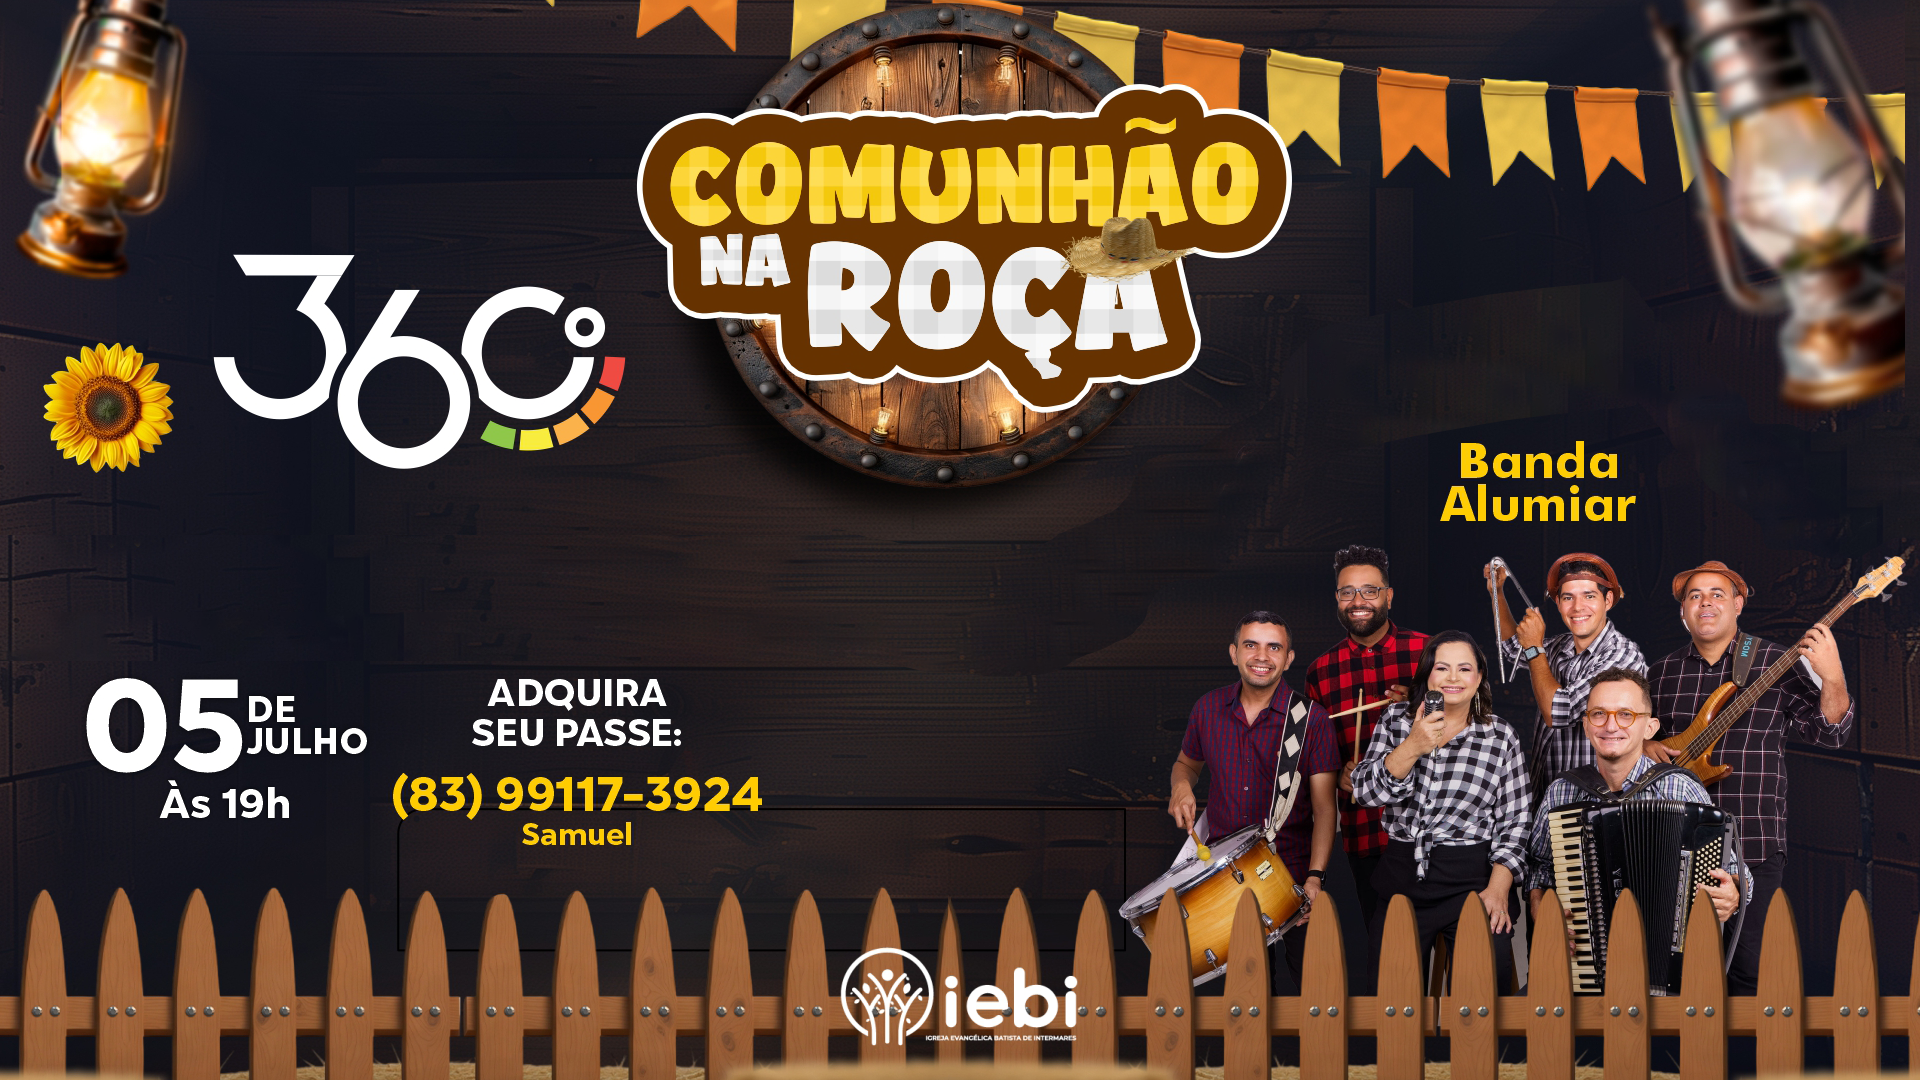 COMUNHÃO
NA ROÇA
360°
Banda
Alumiar
05 DE
JULHO
Às 19h
ADQUIRA
SEU PASSE:
(83) 99117-3924
Samuel
iebi
IGREJA EVANGÉLICA BATISTA DE INTERMARES